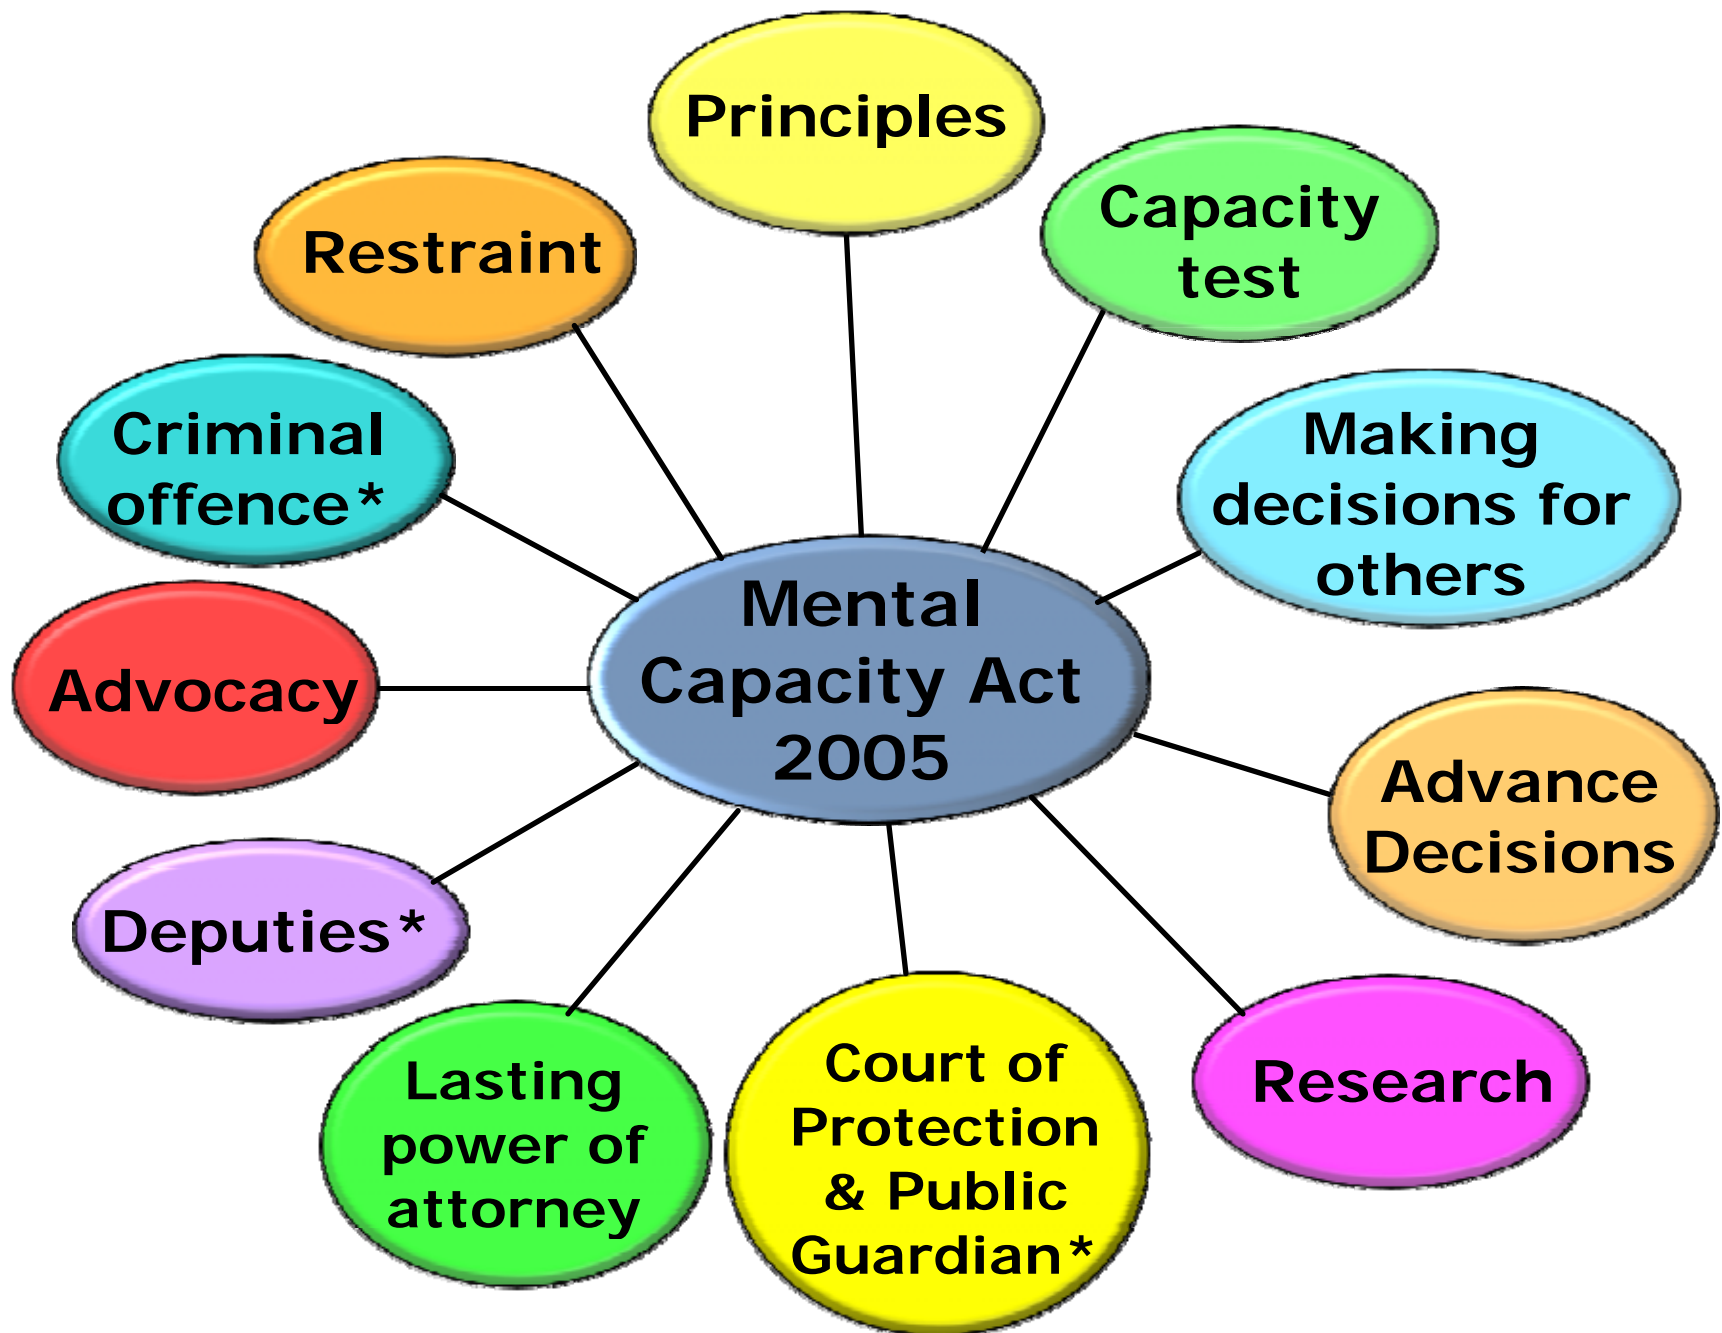 Principles
Capacity
test
Restraint
Making
decisions for
others
Criminal
offence*
Mental
Capacity Act
2005
Advocacy
Advance
Decisions
Deputies*
Research
Lasting
power of
attorney
Court of
Protection
& Public
Guardian*